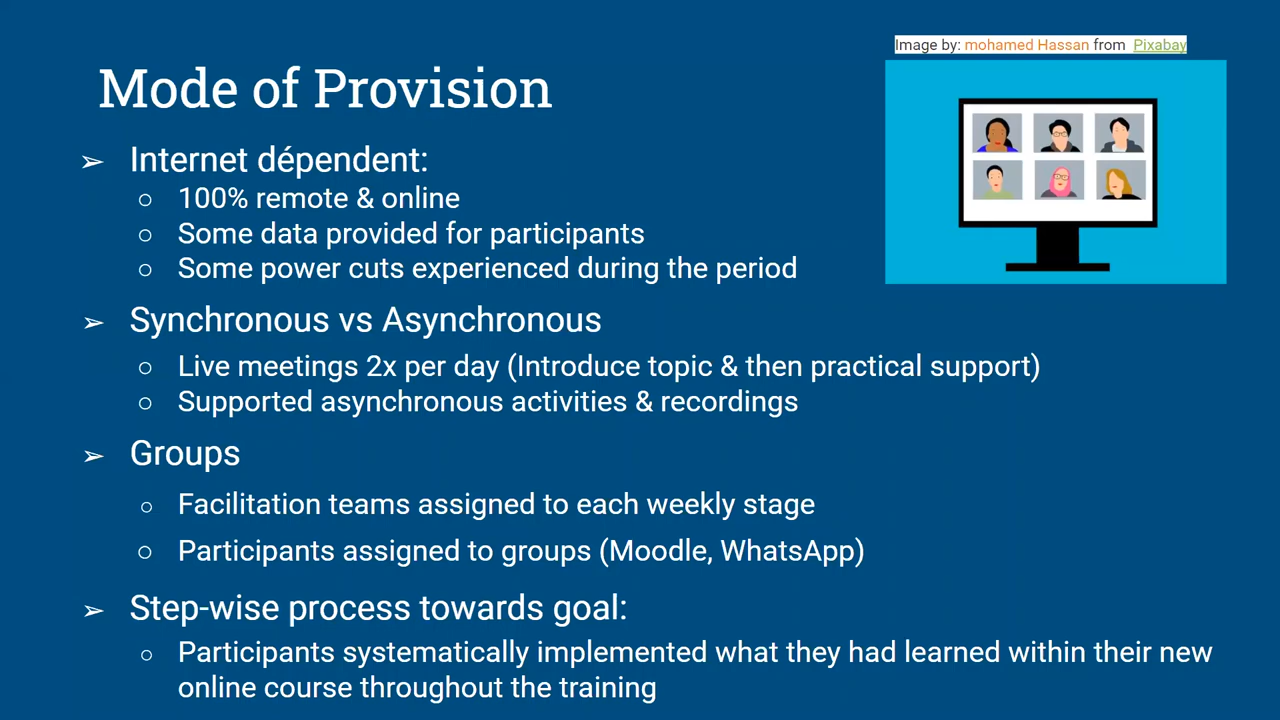 Image by: mohamed Hassan from Pixabay
Mode of Provision
➢ Internet dépendent:
○ 100% remote & online
○ Some data provided for participants
○ Some power cuts experienced during the period
➢ Synchronous vs Asynchronous
○ Live meetings 2x per day (Introduce topic & then practical support)
○ Supported asynchronous activities & recordings
➢ Groups
○ Facilitation teams assigned to each weekly stage
○ Participants assigned to groups (Moodle, WhatsApp)
➢ Step-wise process towards goal:
○ Participants systematically implemented what they had learned within their new
online course throughout the training